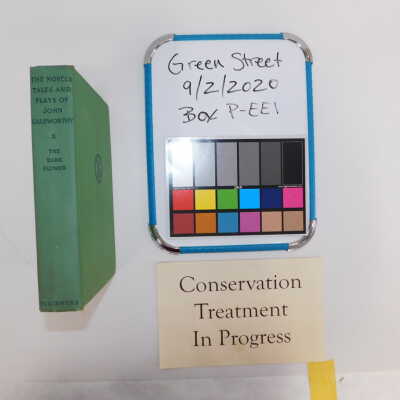 THE NOVELS
TALES AND
PLAYS OF
JOHN
GALSWORTHY
THE
DARK
FLOWER
SCRIBNERS
Green Street
9/2/2020
Box P-EE1
Conservation
Treatment
In Progress